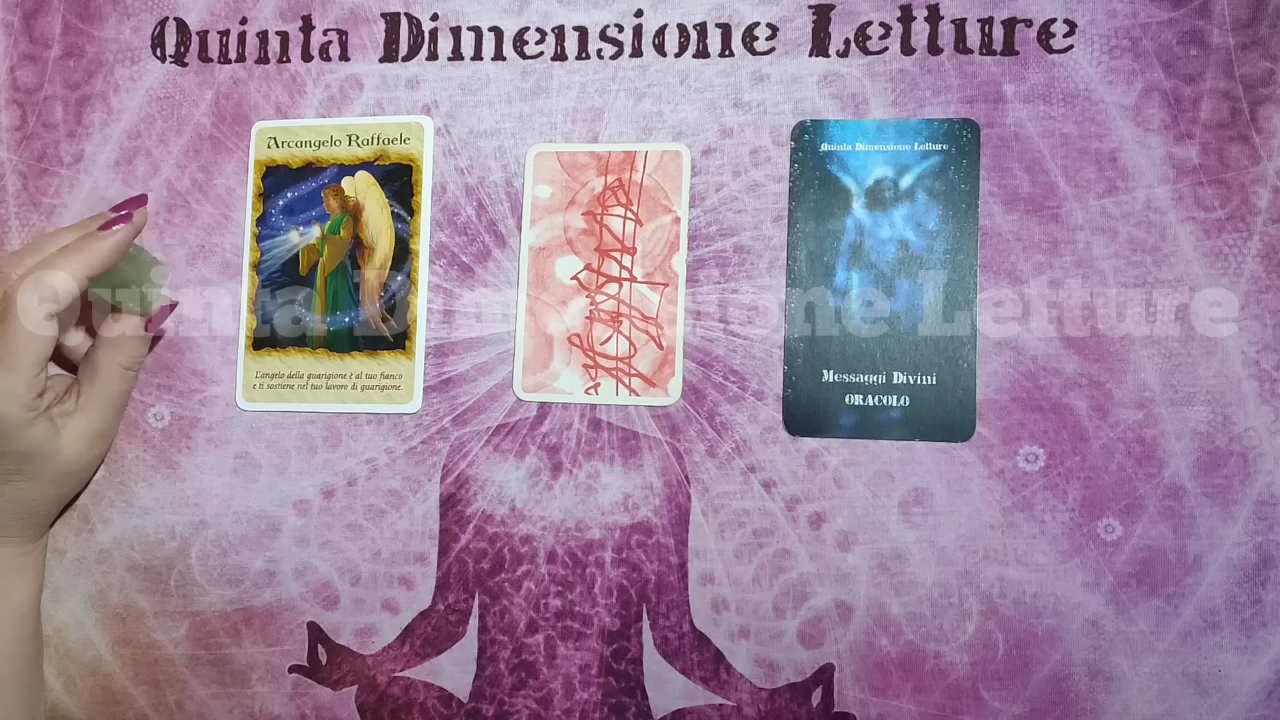 Quinta Dimensione Letture
Arcangelo Raffaele
L'angelo della guarigione è al tuo fianco
e ti sostiene nel tuo lavoro di guarigione.
Quinta Dimensione Letture
Quinta Dimensione Letture
Messaggi Divini
ORACOLO